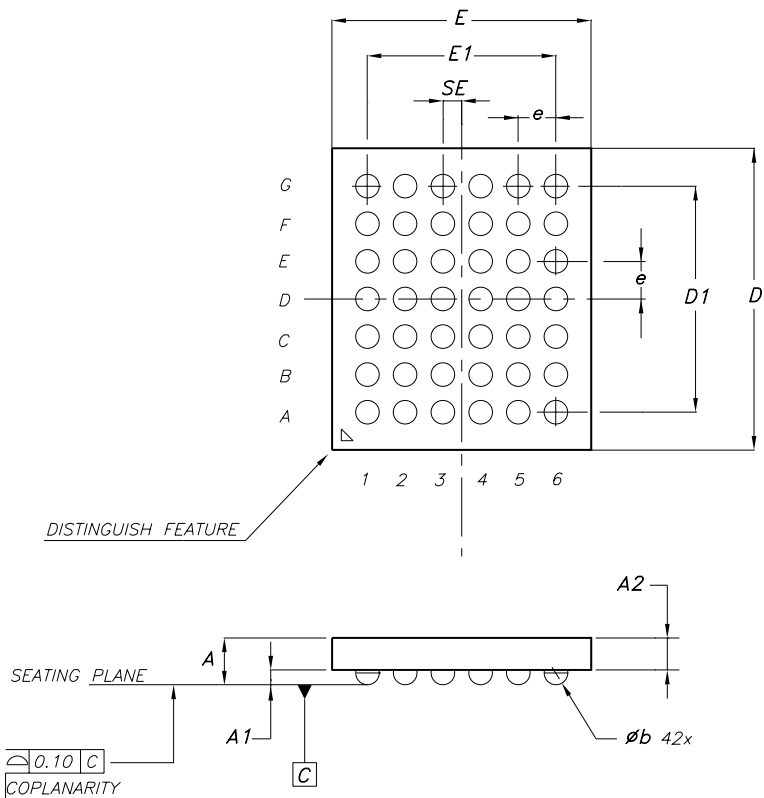 E
E1
SE
e
G
F
E
D
C
B
A
e
D1
D
1 2 3 4 5 6
DISTINGUISH FEATURE
A2
A
SEATING PLANE
A1
Øb 42x
0.10 C
C
COPLANARITY